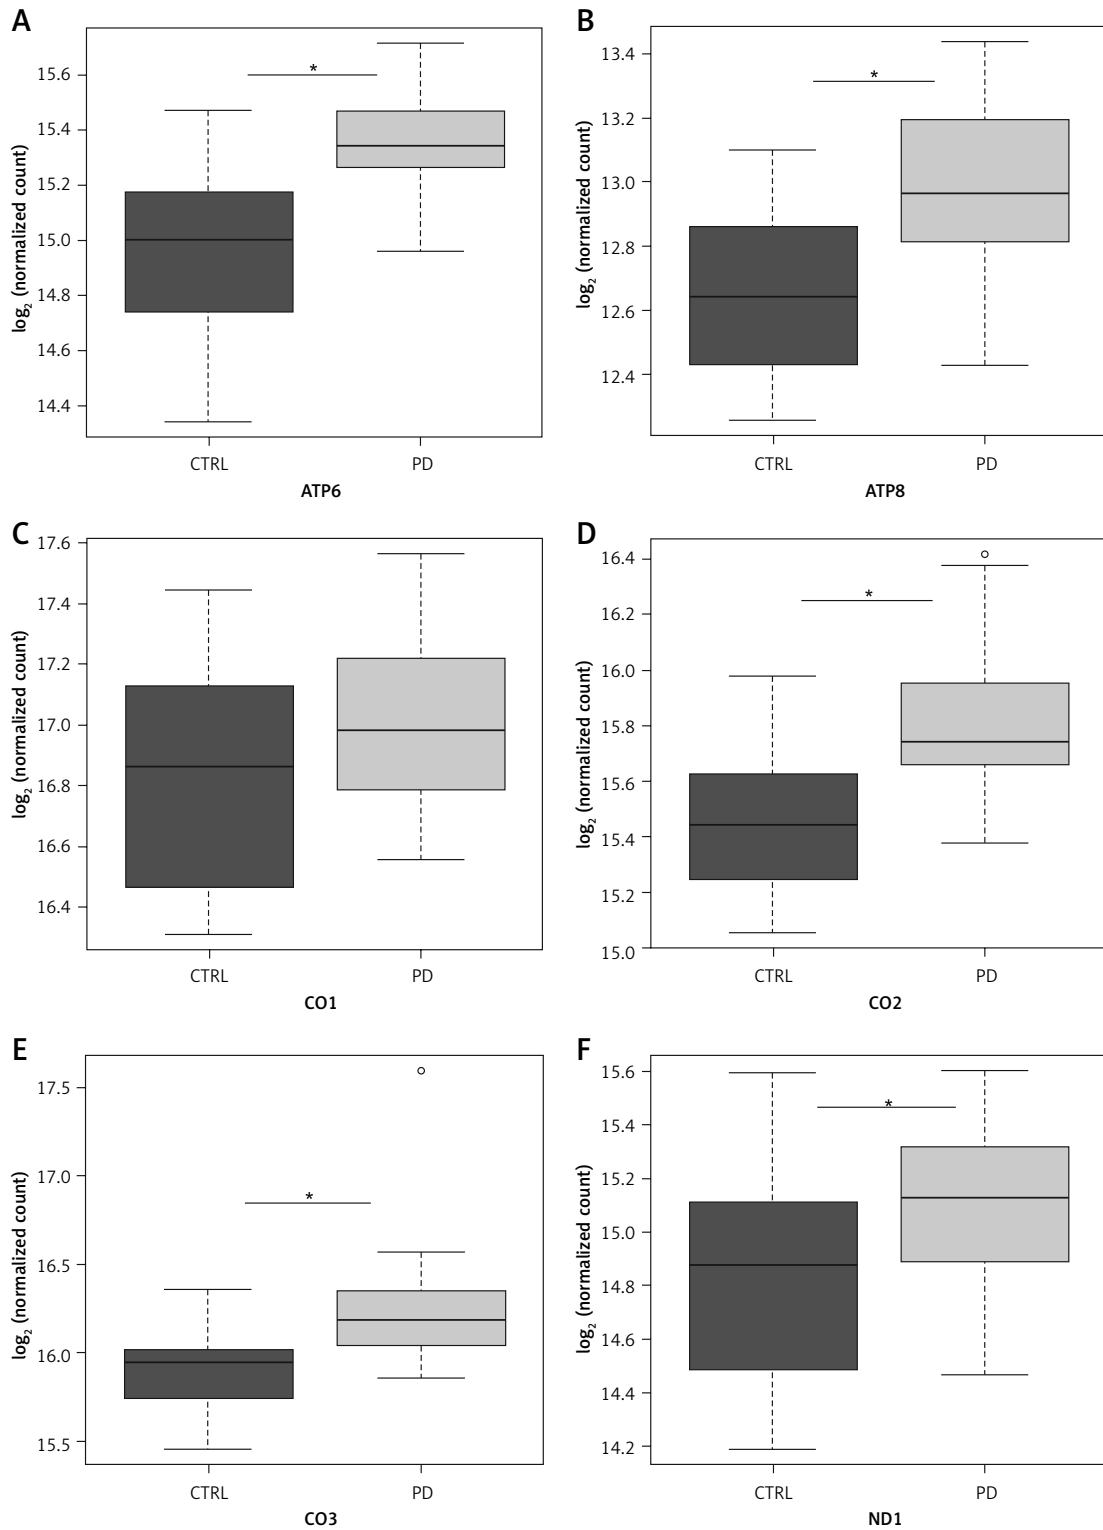 A
log2 (normalized count)
15.6
15.4
15.2
15.0
14.8
14.6
14.4
*
CTRL PD
ATP6
B
log2 (normalized count)
13.4
13.2
13.0
12.8
12.6
12.4
*
CTRL PD
ATP8
C
log2 (normalized count)
17.6
17.4
17.2
17.0
16.8
16.6
16.4
CTRL PD
CO1
D
log2 (normalized count)
16.4
16.2
16.0
15.8
15.6
15.4
15.2
15.0
*
CTRL PD
CO2
E
log2 (normalized count)
17.5
17.0
16.5
16.0
15.5
*
CTRL PD
CO3
F
log2 (normalized count)
15.6
15.4
15.2
15.0
14.8
14.6
14.4
14.2
*
CTRL PD
ND1